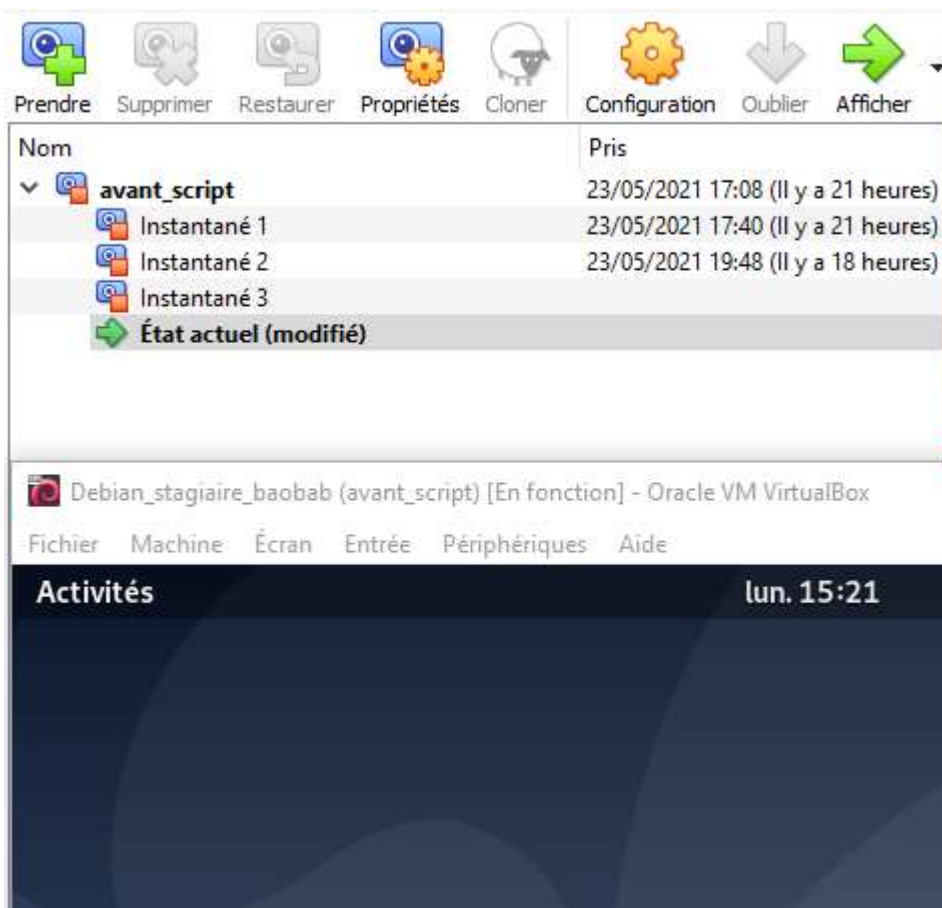 Prendre Supprimer Restaurer Propriétés Cloner Configuration Oublier Afficher
Nom Pris
avant_script 23/05/2021 17:08 (Il y a 21 heures)
Instantané 1 23/05/2021 17:40 (Il y a 21 heures)
Instantané 2 23/05/2021 19:48 (Il y a 18 heures)
Instantané 3
État actuel (modifié)
Debian_stagiaire_baobab (avant_script) [En fonction] - Oracle VM VirtualBox
Fichier Machine Écran Entrée Périphériques Aide
Activités lun. 15:21